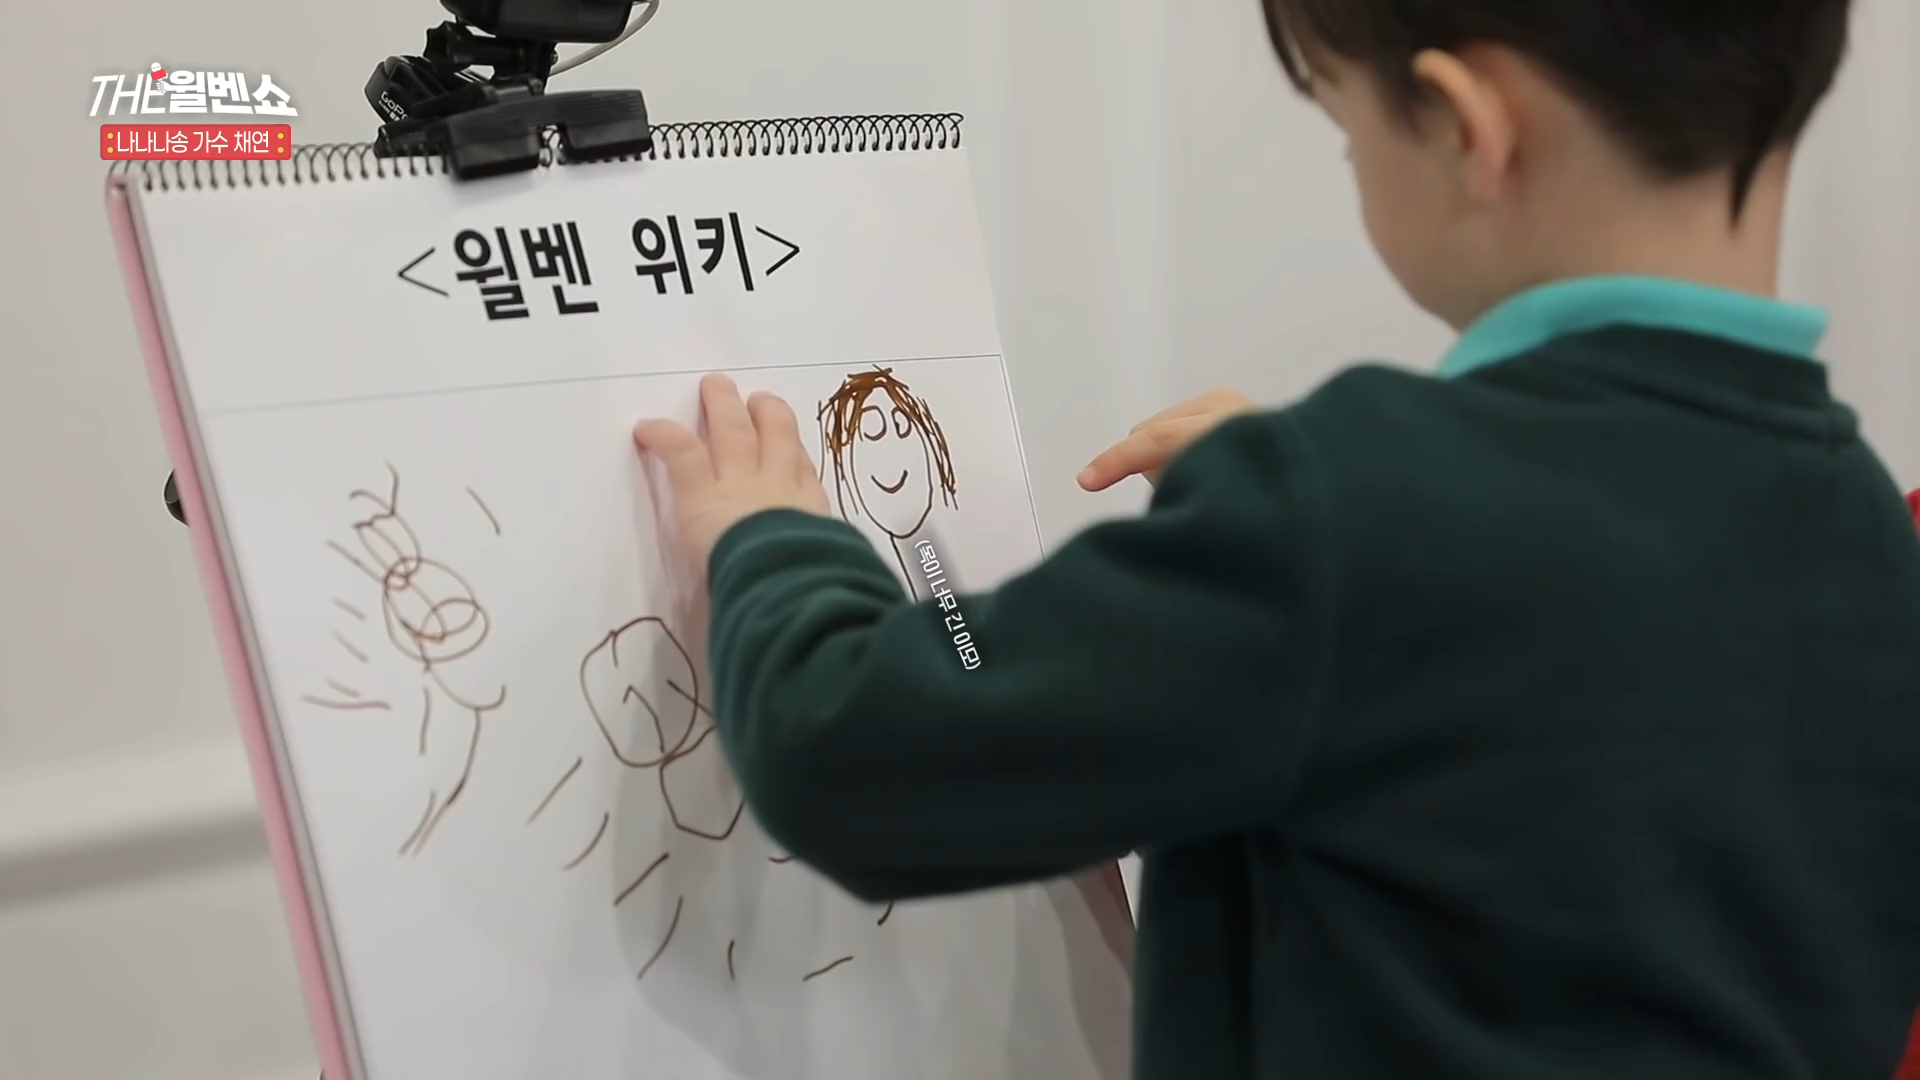 THE 윌벤쇼
나나나송 가수 채연
GoPro
<윌벤 위키>
(목이 너무 긴 이모)